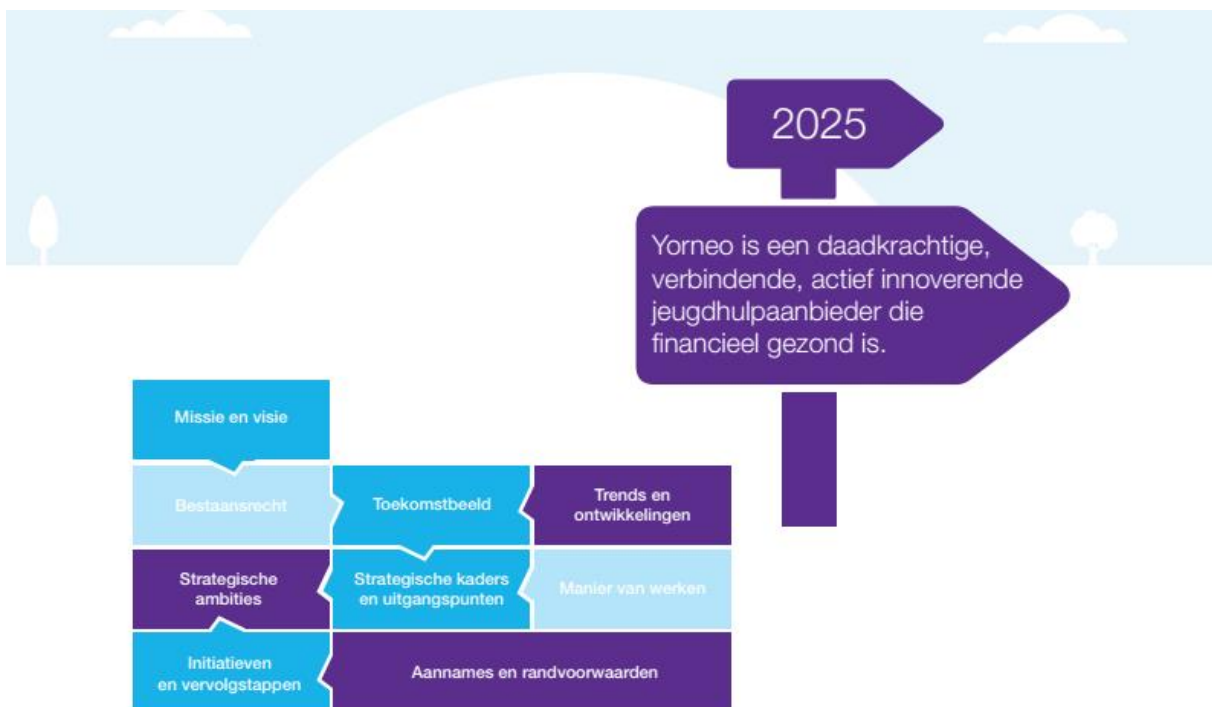 2025
Yorneo is een daadkrachtige,
verbindende, actief innoverende
jeugdhulpaanbieder die
financieel gezond is.
Missie en visie
Bestaansrecht
Toekomstbeeld
Trends en
ontwikkelingen
Strategische
ambities
Strategische kaders
en uitgangspunten
Manier van werken
Initiatieven
en vervolgstappen
Aannames en randvoorwaarden